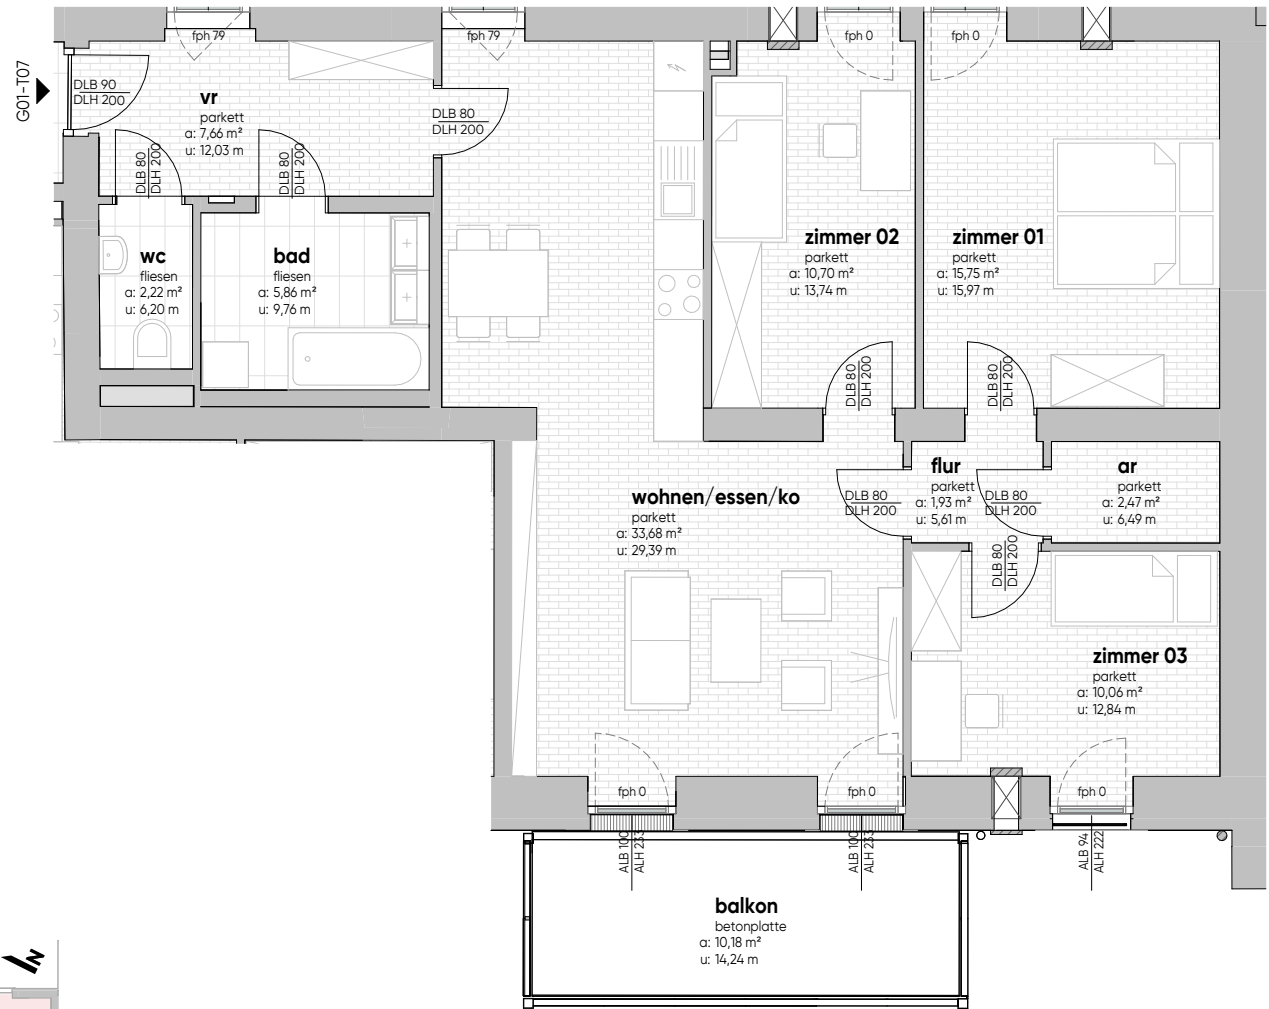 fph 79
fph 79
fph 0
fph 0
G01-T07
DLB 90
DLH 200
vr
parkett
a: 7,66 m²
u: 12,03 m
DLB 80
DLH 200
DLB 80
DLH 200
DLB 80
DLH 200
wc
fliesen
a: 2,22 m²
u: 6,20 m
bad
fliesen
a: 5,86 m²
u: 9,76 m
zimmer 02
parkett
a: 10,70 m²
u: 13,74 m
zimmer 01
parkett
a: 15,75 m²
u: 15,97 m
DLB 80
DLH 200
DLB 80
DLH 200
wohnen/essen/ko
parkett
a: 33,68 m²
u: 29,39 m
DLB 80
DLH 200
flur
parkett
a: 1,93 m²
u: 5,61 m
DLB 80
DLH 200
ar
parkett
a: 2,47 m²
u: 6,49 m
DLB 80
DLH 200
zimmer 03
parkett
a: 10,06 m²
u: 12,84 m
fph 0
fph 0
fph 0
ALB 100
ALH 233
ALB 100
ALH 233
ALB 94
ALH 222
balkon
betonplatte
a: 10,18 m²
u: 14,24 m
N